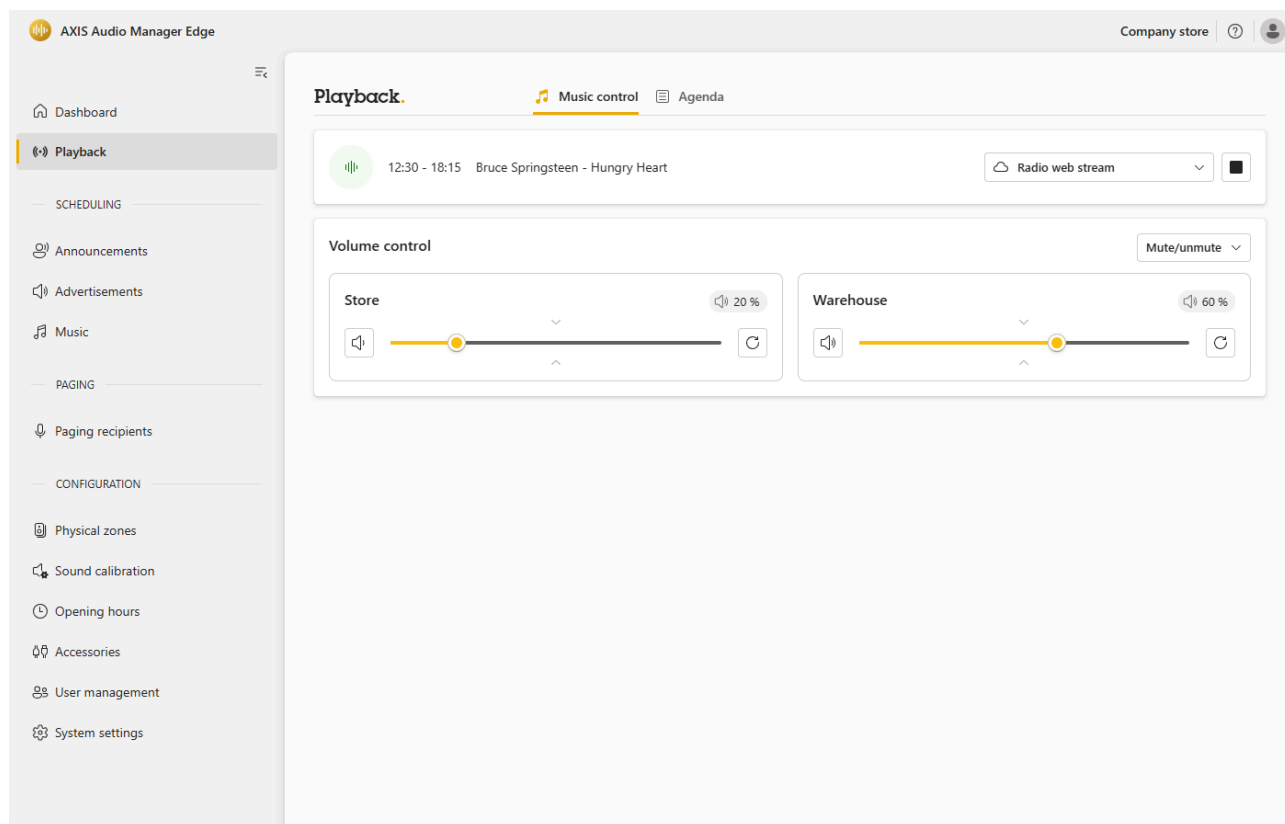 AXIS Audio Manager Edge
Company store
Dashboard
Playback
SCHEDULING
Announcements
Advertisements
Music
PAGING
Paging recipients
CONFIGURATION
Physical zones
Sound calibration
Opening hours
Accessories
User management
System settings
Playback.
Music control
Agenda
12:30 - 18:15 Bruce Springsteen - Hungry Heart
Radio web stream
Volume control
Mute/unmute
Store
20 %
Warehouse
60 %